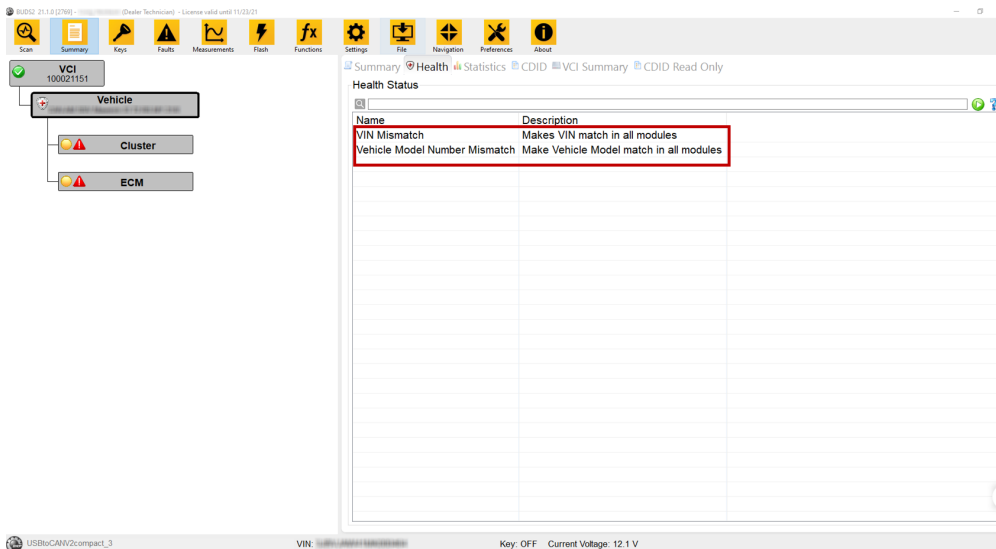 BUDS2 21.1.0 [2769] - (Dealer Technician) - License valid until 11/23/21
Scan Summary Keys Faults Measurements Flash Functions Settings File Navigation Preferences About
VCI
100021151
Vehicle
Cluster
ECM
Summary Health Statistics CDID VCI Summary CDID Read Only
Health Status
Name Description
VIN Mismatch Makes VIN match in all modules
Vehicle Model Number Mismatch Make Vehicle Model match in all modules
USBtoCANV2compact_3 VIN: Key: OFF Current Voltage: 12.1 V